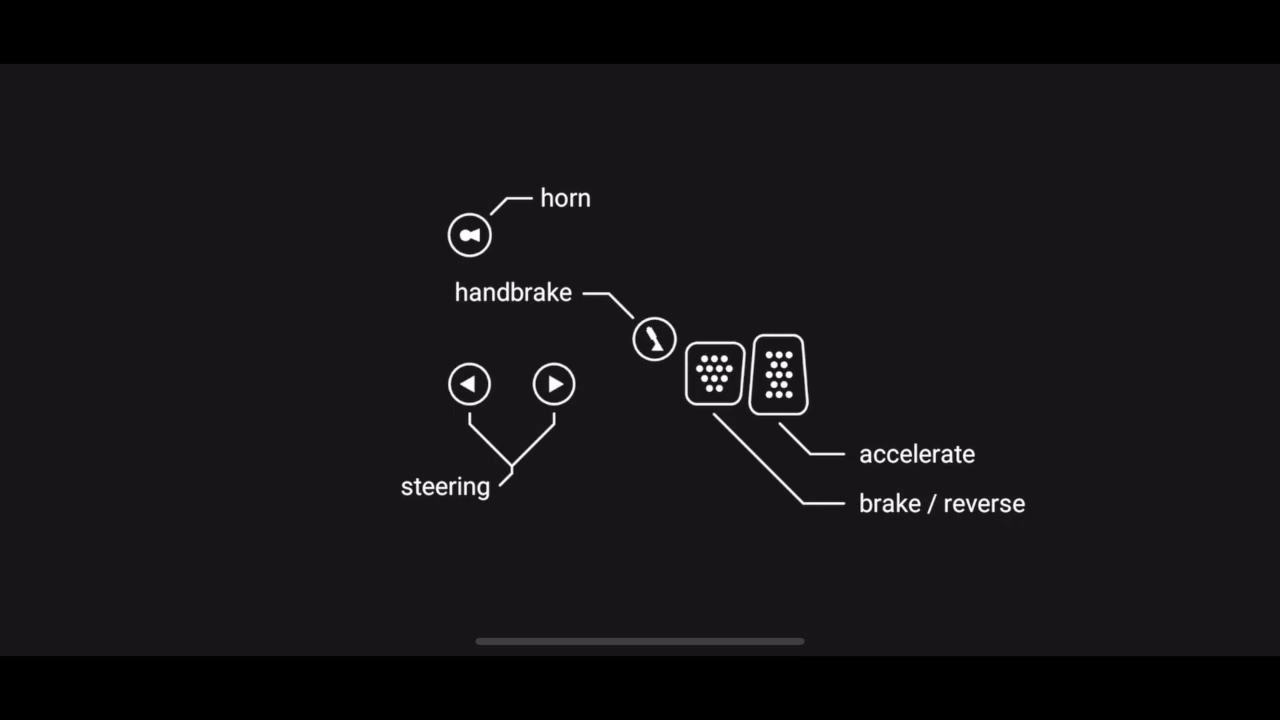 horn
handbrake
steering
accelerate
brake / reverse